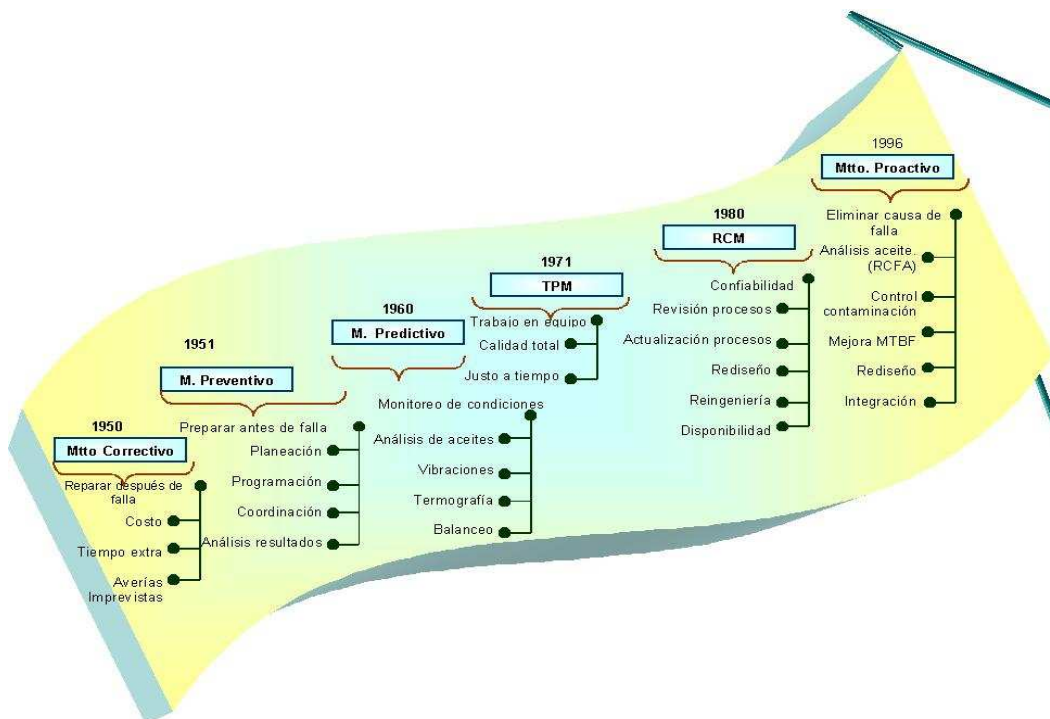 1950
Mtto Correctivo
Reparar después de
falla
Costo
Tiempo extra
Averías
Imprevistas
1951
M. Preventivo
Preparar antes de falla
Planeación
Programación
Coordinación
Análisis resultados
1960
M. Predictivo
Monitoreo de condiciones
Análisis de aceites
Vibraciones
Termografía
Balanceo
1971
TPM
Trabajo en equipo
Calidad total
Justo a tiempo
1980
RCM
Confiabilidad
Revisión procesos
Actualización procesos
Rediseño
Reingeniería
Disponibilidad
1996
Mtto. Proactivo
Eliminar causa de
falla
Análisis aceite.
(RCFA)
Control
contaminación
Mejora MTBF
Rediseño
Integración